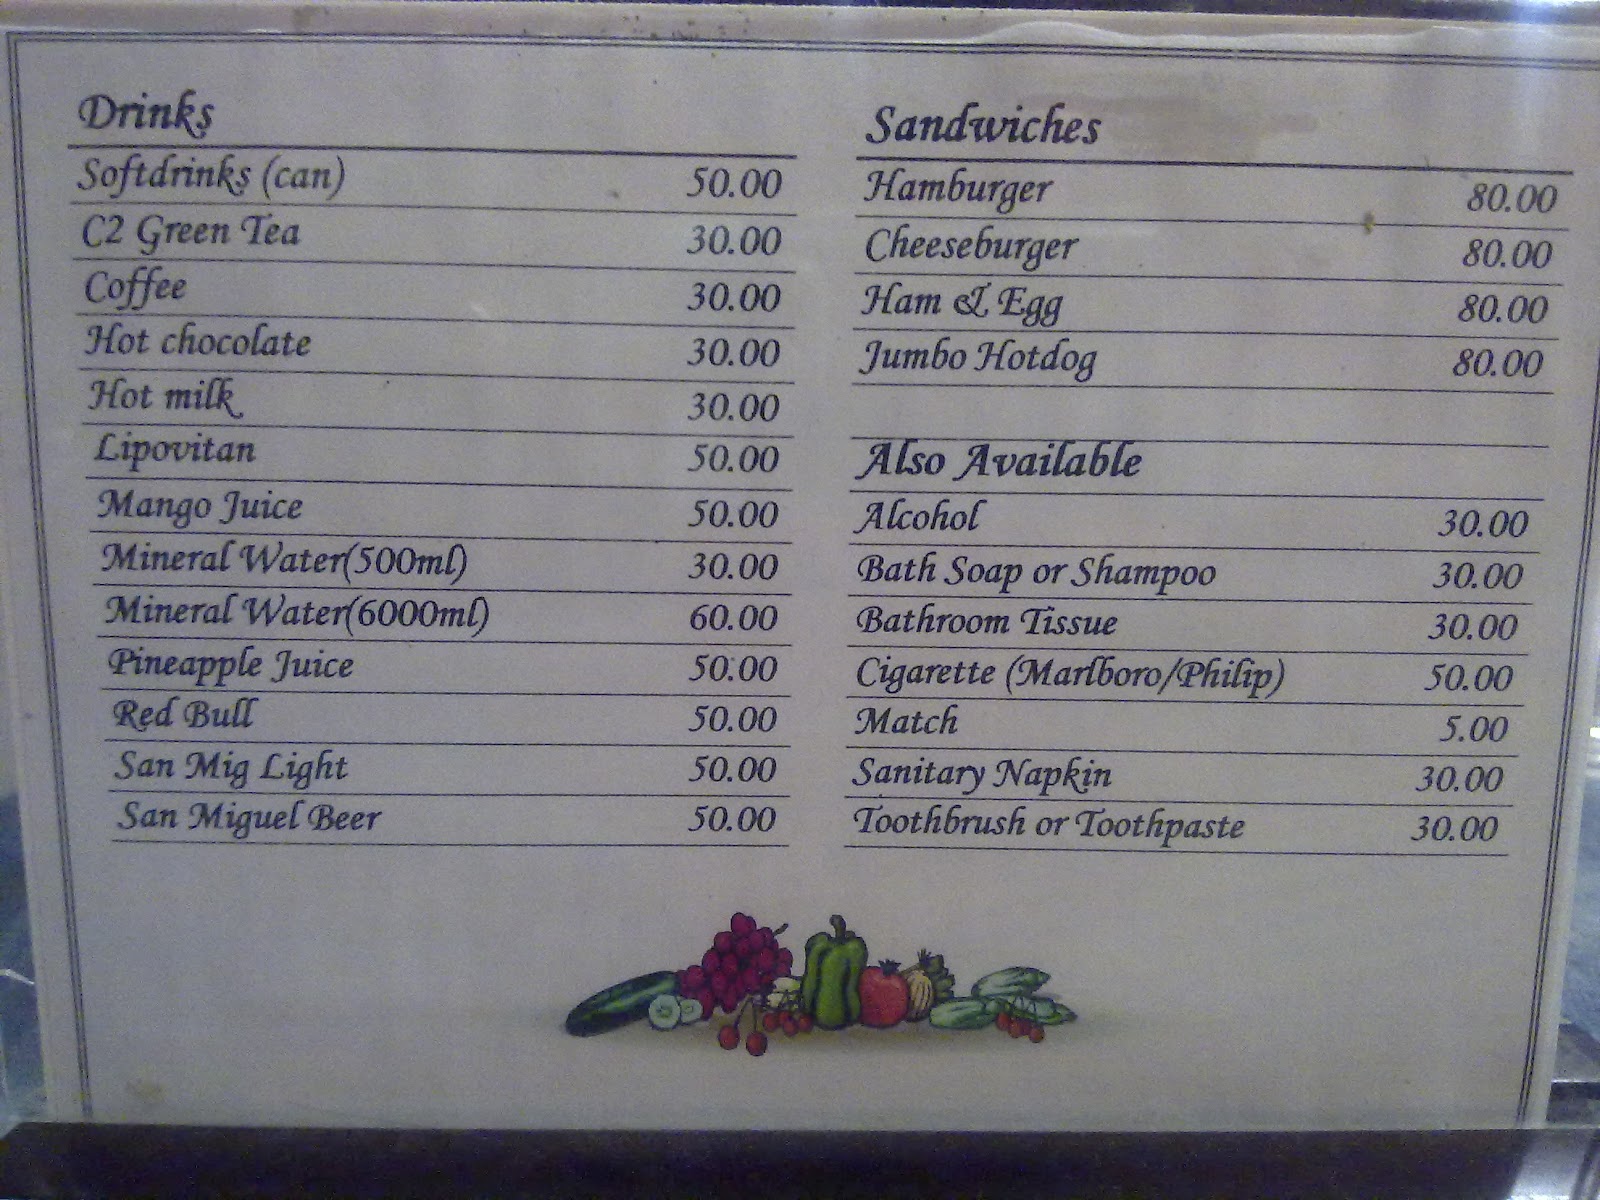 Drinks
Softdrinks (can) 50.00
C2 Green Tea 30.00
Coffee 30.00
Hot chocolate 30.00
Hot milk 30.00
Lipovitan 50.00
Mango Juice 50.00
Mineral Water(500ml) 30.00
Mineral Water(6000ml) 60.00
Pineapple Juice 50.00
Red Bull 50.00
San Mig Light 50.00
San Miguel Beer 50.00
Sandwiches
Hamburger 80.00
Cheeseburger 80.00
Ham & Egg 80.00
Jumbo Hotdog 80.00
Also Available
Alcohol 30.00
Bath Soap or Shampoo 30.00
Bathroom Tissue 30.00
Cigarette (Marlboro/Philip) 50.00
Match 5.00
Sanitary Napkin 30.00
Toothbrush or Toothpaste 30.00